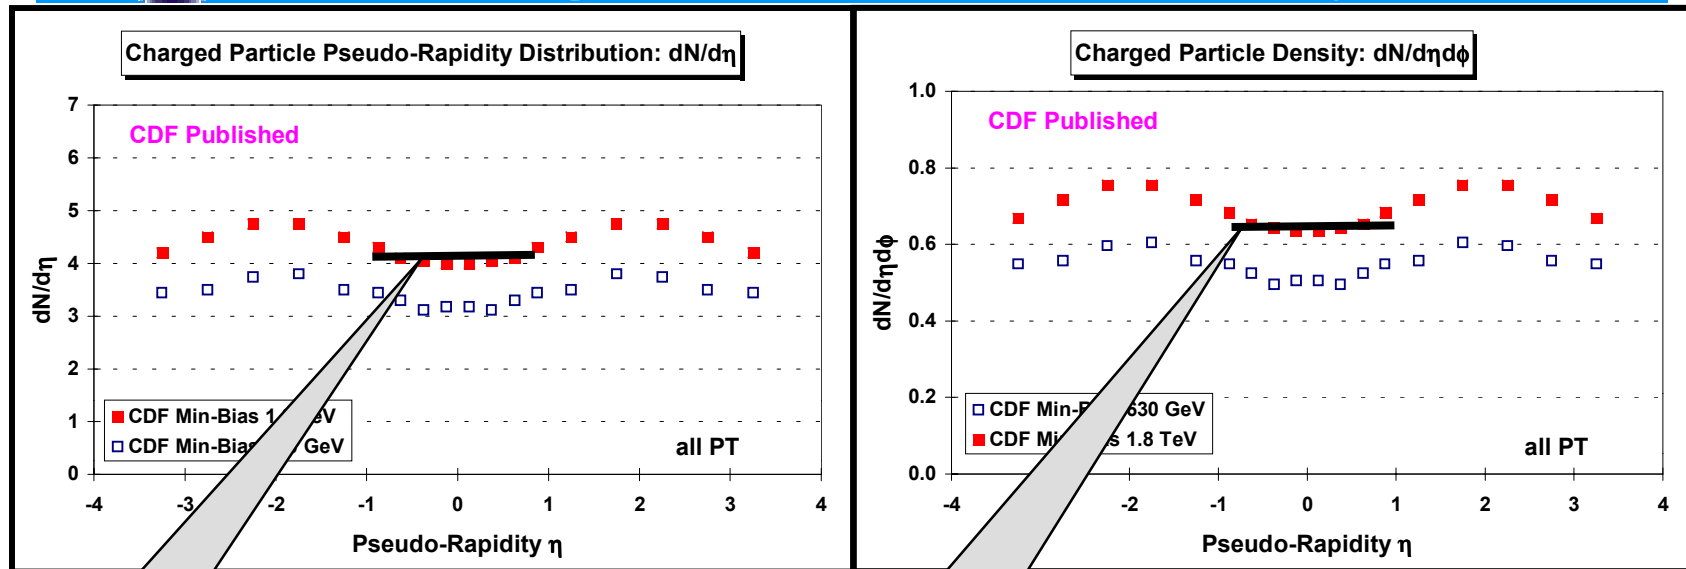 Charged Particle Pseudo-Rapidity Distribution: dN/dη
7
6
5
4
3
2
1
0
dN/dη
CDF Published
CDF Min-Bias 1
eV
CDF Min-Bias
GeV
all PT
-4 -3 -2 -1 0 1 2 3 4
Pseudo-Rapidity η
Charged Particle Density: dN/dηdϕ
1.0
0.8
0.6
0.4
0.2
0.0
dN/dηdϕ
CDF Published
CDF Min- 630 GeV
CDF Mi s 1.8 TeV
all PT
-4 -2 -1 0 1 2 3 4
Pseudo-Rapidity η